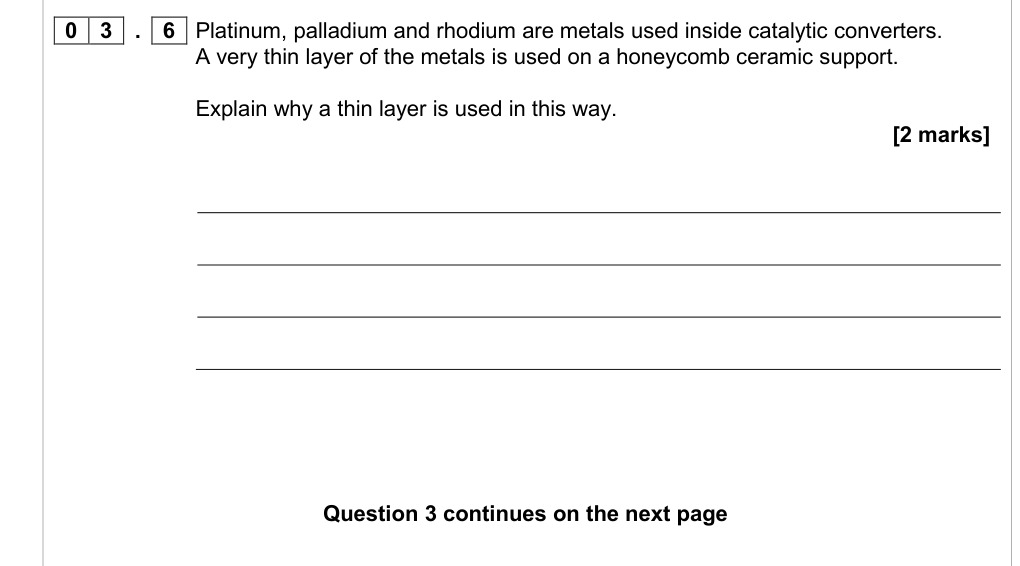 0 3 . 6 Platinum, palladium and rhodium are metals used inside catalytic converters.
A very thin layer of the metals is used on a honeycomb ceramic support.
Explain why a thin layer is used in this way.
[2 marks]
Question 3 continues on the next page